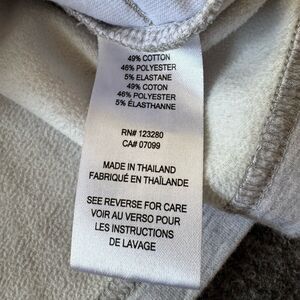 49% COTTON
46% POLYESTER
5% ELASTANE
49% COTON
46% POLYESTER
5% ÉLASTHANNE
RN# 123280
CA# 07099
MADE IN THAILAND
FABRIQUÉ EN THAÏLANDE
SEE REVERSE FOR CARE
VOIR AU VERSO POUR
LES INSTRUCTIONS
DE LAVAGE